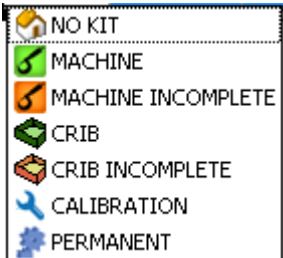 NO KIT
MACHINE
MACHINE INCOMPLETE
CRIB
CRIB INCOMPLETE
CALIBRATION
PERMANENT